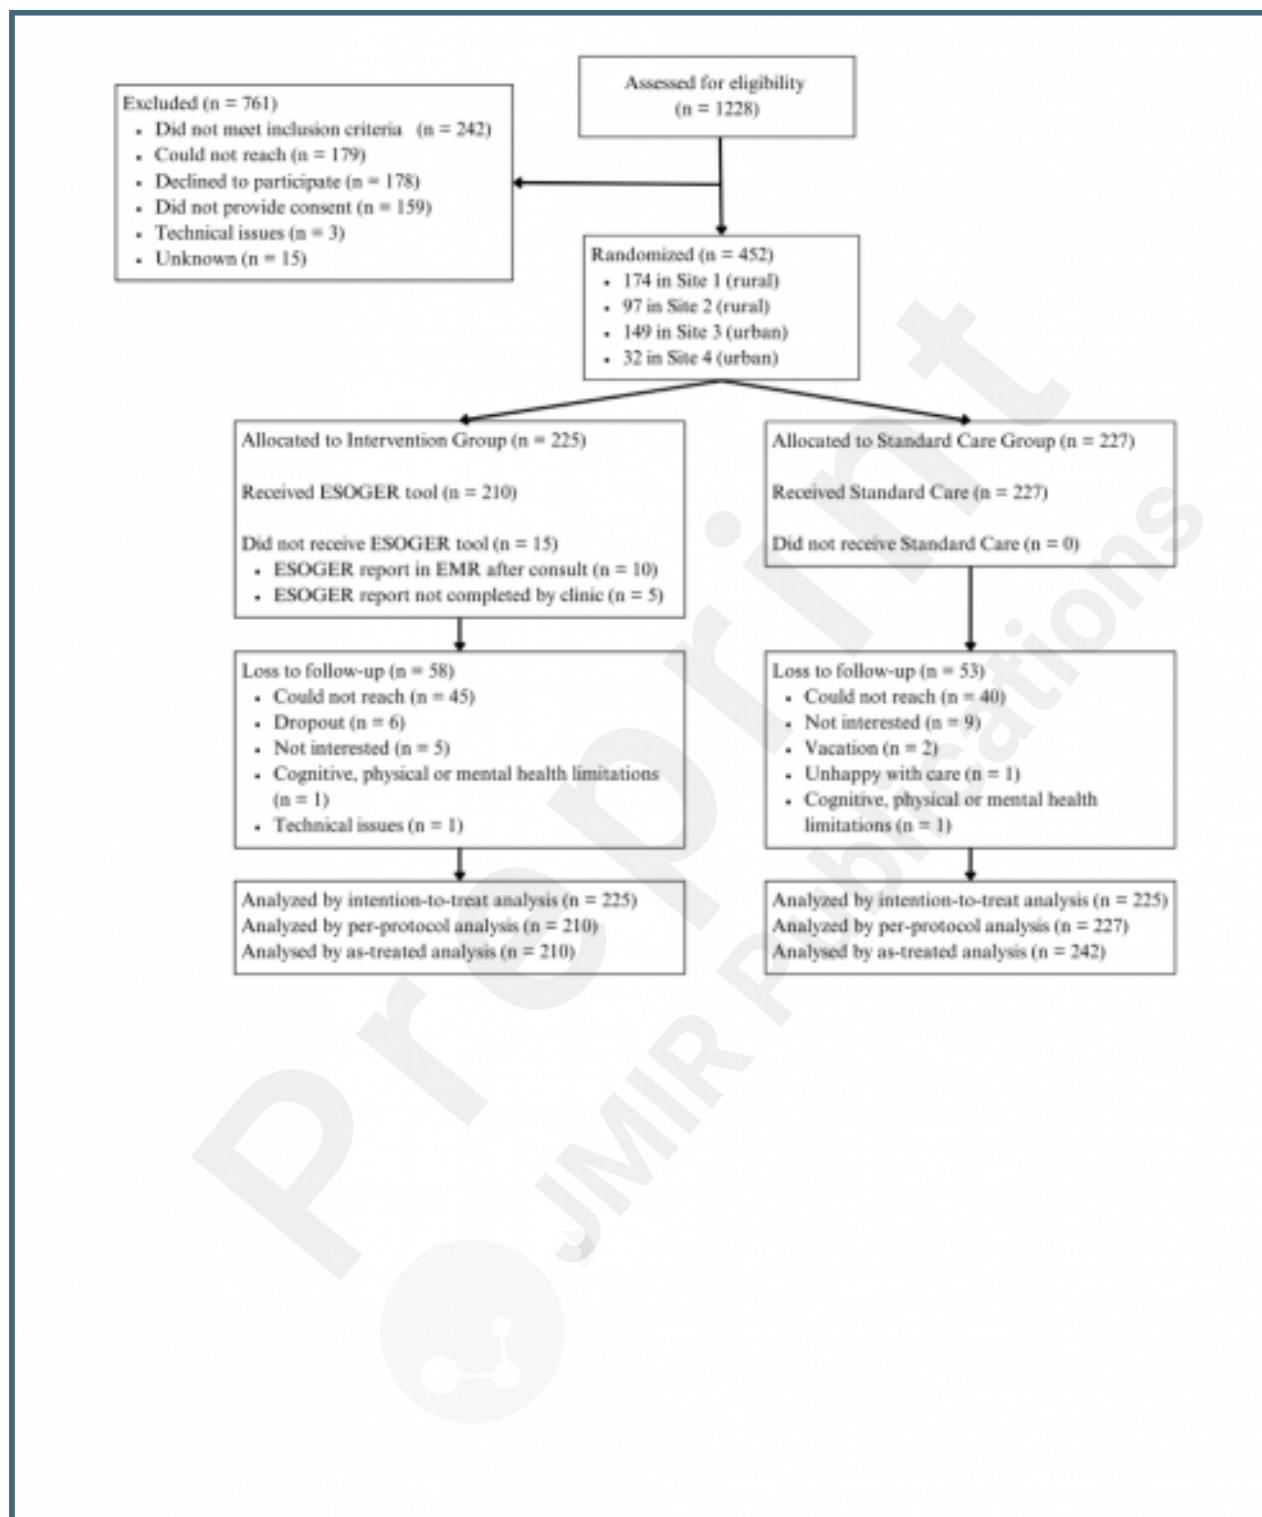 Assessed for eligibility
(n = 1228)
Excluded (n = 761)
• Did not meet inclusion criteria (n = 242)
• Could not reach (n = 179)
• Declined to participate (n = 178)
• Did not provide consent (n = 159)
• Technical issues (n = 3)
• Unknown (n = 15)
Randomized (n = 452)
• 174 in Site 1 (rural)
• 97 in Site 2 (rural)
• 149 in Site 3 (urban)
• 32 in Site 4 (urban)
Allocated to Intervention Group (n = 225)
Received ESOGER tool (n = 210)
Did not receive ESOGER tool (n = 15)
• ESOGER report in EMR after consult (n = 10)
• ESOGER report not completed by clinic (n = 5)
Allocated to Standard Care Group (n = 227)
Received Standard Care (n = 227)
Did not receive Standard Care (n = 0)
Loss to follow-up (n = 58)
• Could not reach (n = 45)
• Dropout (n = 6)
• Not interested (n = 5)
• Cognitive, physical or mental health limitations
(n = 1)
• Technical issues (n = 1)
Loss to follow-up (n = 53)
• Could not reach (n = 40)
• Not interested (n = 9)
• Vacation (n = 2)
• Unhappy with care (n = 1)
• Cognitive, physical or mental health
limitations (n = 1)
Analyzed by intention-to-treat analysis (n = 225)
Analyzed by per-protocol analysis (n = 210)
Analysed by as-treated analysis (n = 210)
Analyzed by intention-to-treat analysis (n = 225)
Analyzed by per-protocol analysis (n = 227)
Analysed by as-treated analysis (n = 242)
Preprint
JMIR Publications